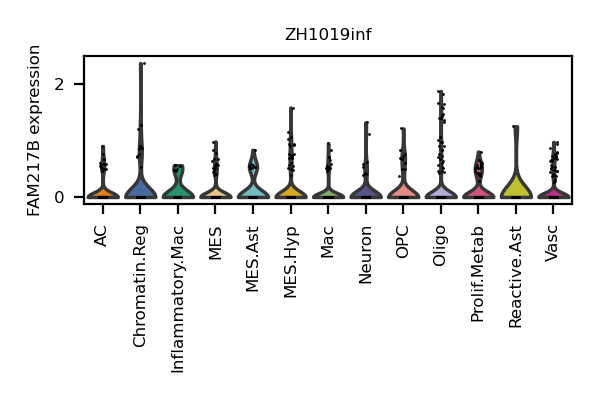 ZH1019inf
FAM217B expression
2
0
AC
Chromatin.Reg
Inflammatory.Mac
MES
MES.Ast
MES.Hyp
Mac
Neuron
OPC
Oligo
Prolif.Metab
Reactive.Ast
Vasc